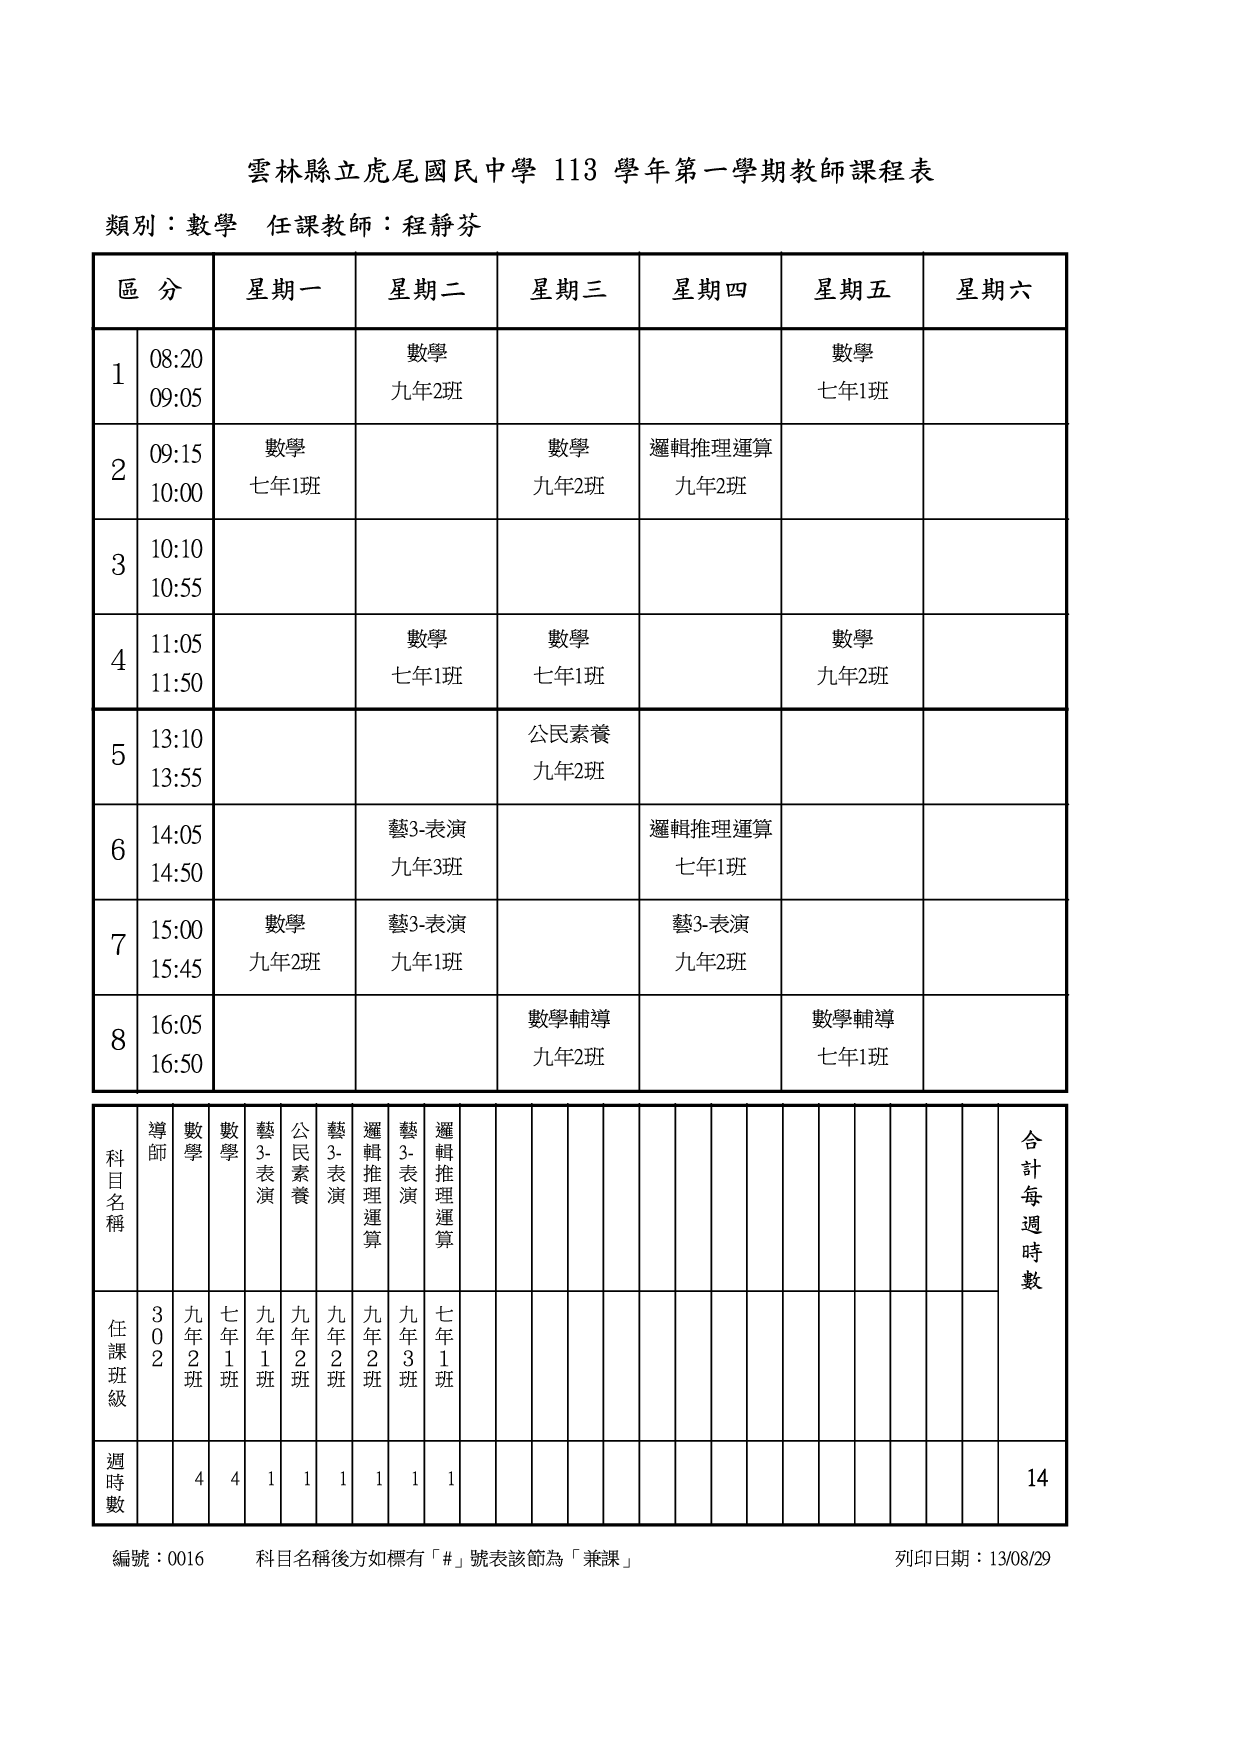 雲林縣立虎尾國民中學 113 學年第一學期教師課程表
類別：數學 任課教師：程靜芬
區 分 星期一 星期二 星期三 星期四 星期五 星期六
1 08:20 09:05 數學 九年2班 數學 七年1班
2 09:15 10:00 數學 七年1班 數學 九年2班 邏輯推理運算 九年2班
3 10:10 10:55
4 11:05 11:50 數學 七年1班 數學 七年1班 數學 九年2班
5 13:10 13:55 公民素養 九年2班
6 14:05 14:50 藝3-表演 九年3班 邏輯推理運算 七年1班
7 15:00 15:45 數學 九年2班 藝3-表演 九年1班 藝3-表演 九年2班
8 16:05 16:50 數學輔導 九年2班 數學輔導 七年1班
科目名稱 導師 數學 數學 藝3-表演 公民素養 藝3-表演 邏輯推理運算 藝3-表演 邏輯推理運算 合計每週時數
任課班級 302 九年2班 七年1班 九年1班 九年2班 九年2班 九年2班 九年3班 七年1班
週時數 4 4 1 1 1 1 1 1 14
編號：0016 科目名稱後方如標有「#」號表該節為「兼課」 列印日期：13/08/29